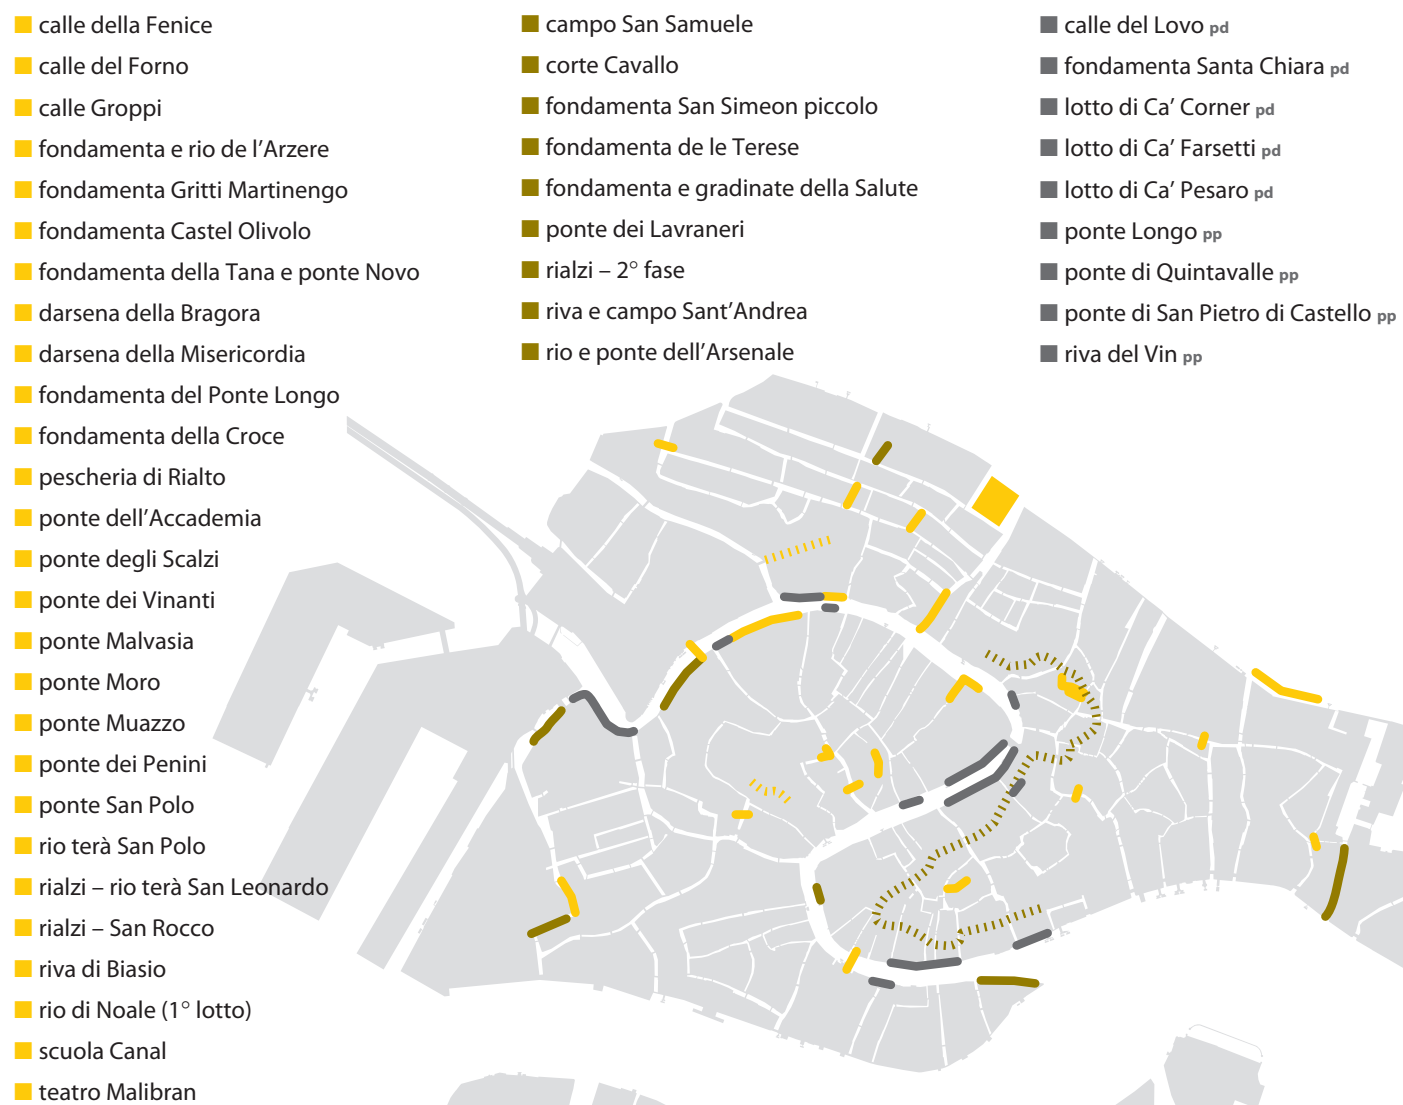 calle della Fenice
calle del Forno
calle Groppi
fondamenta e rio de l’Arzere
fondamenta Gritti Martinengo
fondamenta Castel Olivolo
fondamenta della Tana e ponte Novo
darsena della Bragora
darsena della Misericordia
fondamenta del Ponte Longo
fondamenta della Croce
pescheria di Rialto
ponte dell’Accademia
ponte degli Scalzi
ponte dei Vinanti
ponte Malvasia
ponte Moro
ponte Muazzo
ponte dei Penini
ponte San Polo
rio terà San Polo
rialzi – rio terà San Leonardo
rialzi – San Rocco
riva di Biasio
rio di Noale (1° lotto)
scuola Canal
teatro Malibran
campo San Samuele
corte Cavallo
fondamenta San Simeon piccolo
fondamenta de le Terese
fondamenta e gradinate della Salute
ponte dei Lavraneri
rialzi – 2° fase
riva e campo Sant’Andrea
rio e ponte dell’Arsenale
calle del Lovo pd
fondamenta Santa Chiara pd
lotto di Ca’ Corner pd
lotto di Ca’ Farsetti pd
lotto di Ca’ Pesaro pd
ponte Longo pp
ponte di Quintavalle pp
ponte di San Pietro di Castello pp
riva del Vin pp